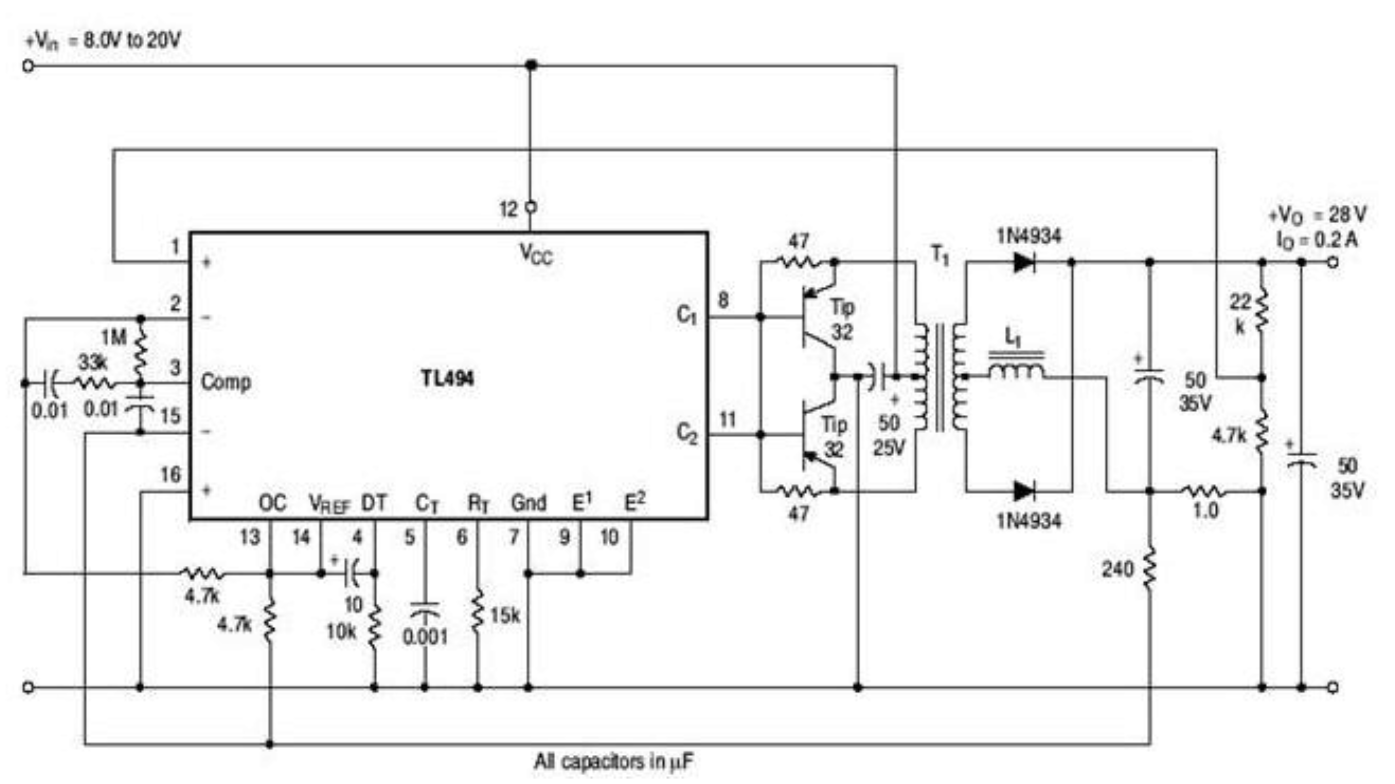 +Vin = 8.0V to 20V
12
VCC
+VO = 28 V
IO = 0.2 A
1
+
2
−
1M
33k
3
Comp
0.01
0.01
15
−
16
+
TL494
C1
8
C2
11
OC
VREF
DT
CT
RT
Gnd
E1
E2
13
14
4
5
6
7
9
10
47
Tip
32
Tip
32
47
+
50
25V
T1
1N4934
L1
1N4934
+
50
35V
22
k
4.7k
1.0
+
50
35V
240
4.7k
4.7k
+
10
10k
0.001
15k
All capacitors in μF